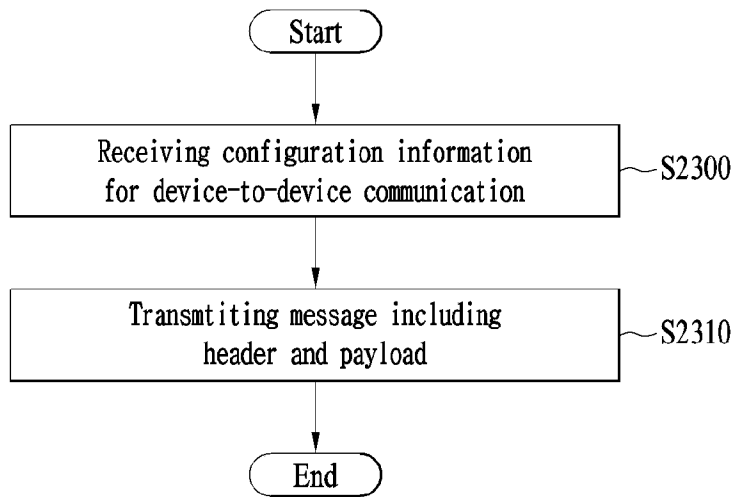 Start
Receiving configuration information
for device-to-device communication
S2300
Transmtiting message including
header and payload
S2310
End